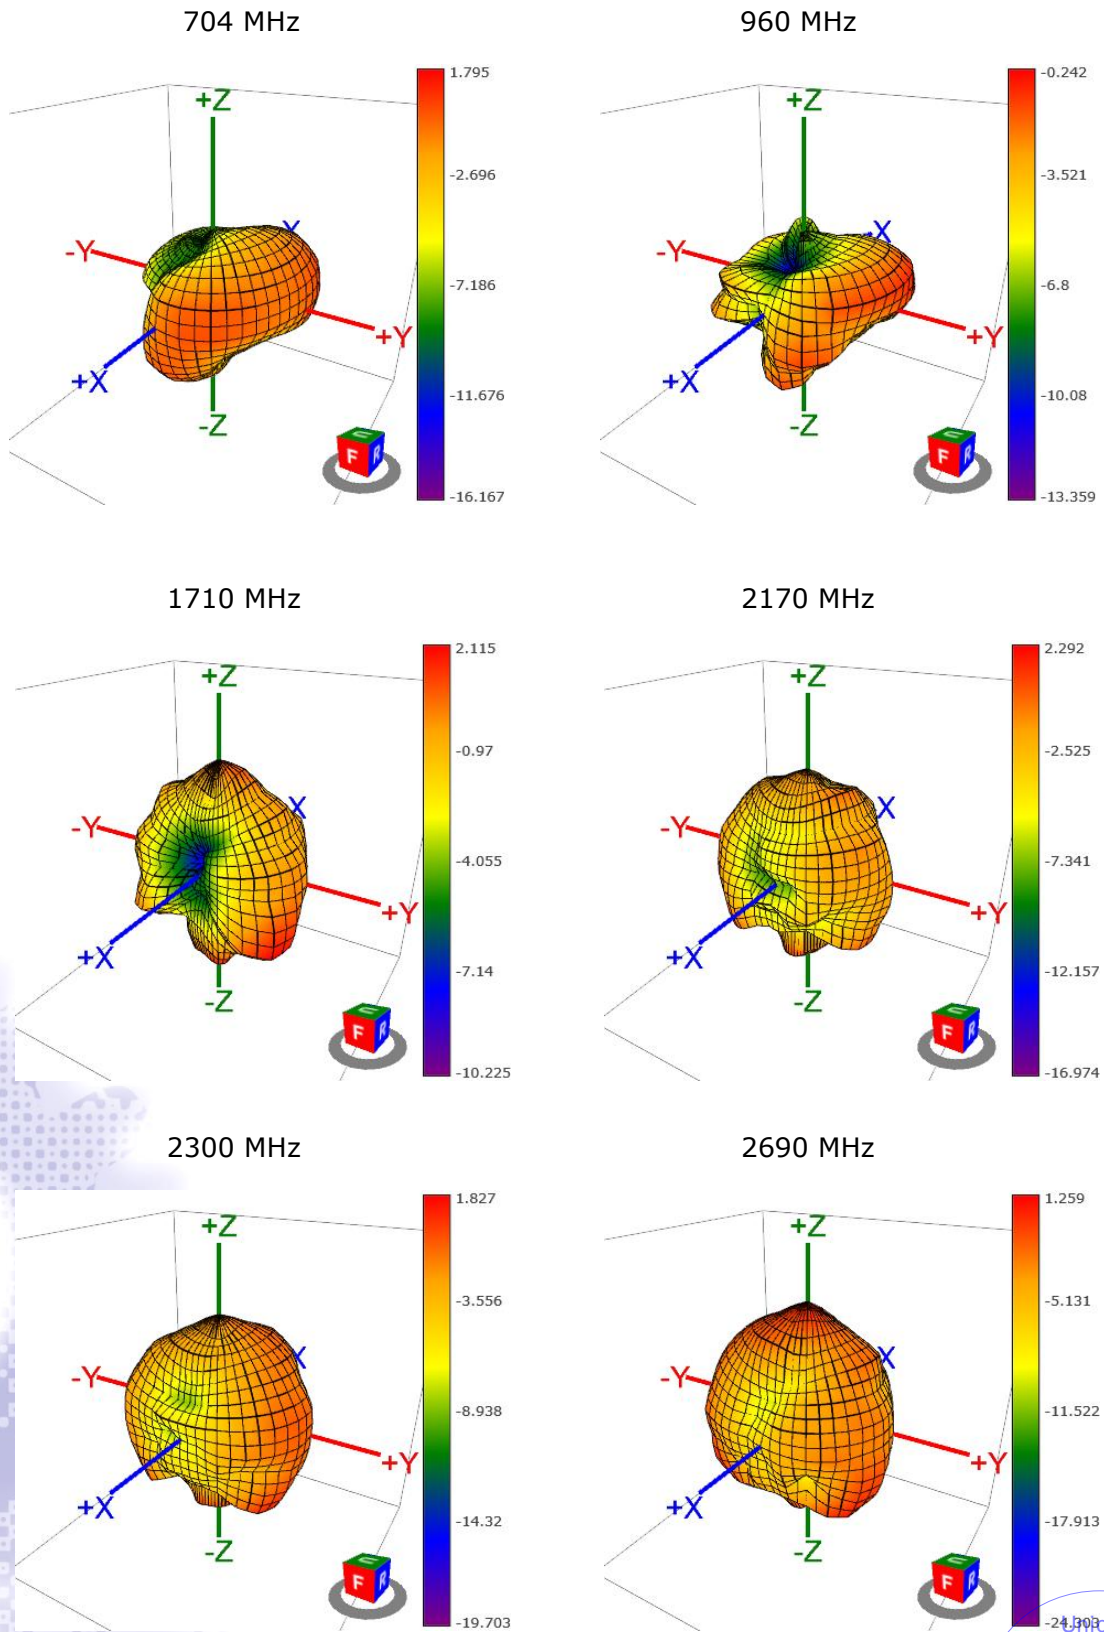 704 MHz
1.795
+Z
-2.696
-Y
X
-7.186
+Y
+X
-11.676
-Z
F
-16.167
960 MHz
-0.242
+Z
-3.521
-X
-Y
-6.8
+Y
+X
-10.08
-Z
F R
-13.359
1710 MHz
2.115
+Z
-0.97
X
-Y
-4.055
+Y
+X
-7.14
-Z
F R
-10.225
2170 MHz
2.292
+Z
-2.525
X
-Y
-7.341
+Y
+X
-12.157
-Z
F R
-16.974
2300 MHz
1.827
+Z
-3.556
X
-Y
-8.938
+Y
+X
-14.32
-Z
F R
-19.703
2690 MHz
1.259
+Z
-5.131
X
-Y
-11.522
+Y
+X
-17.913
-Z
F R